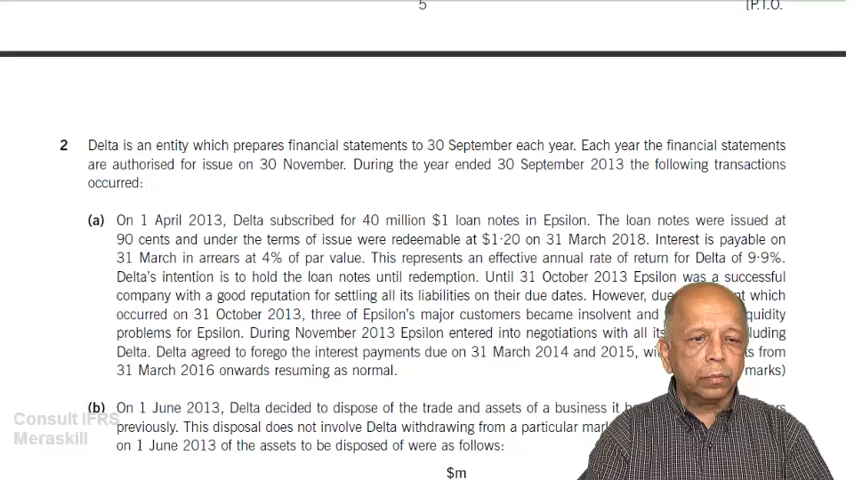 5
[P.T.O.
2 Delta is an entity which prepares financial statements to 30 September each year. Each year the financial statements
are authorised for issue on 30 November. During the year ended 30 September 2013 the following transactions
occurred:
(a) On 1 April 2013, Delta subscribed for 40 million $1 loan notes in Epsilon. The loan notes were issued at
90 cents and under the terms of issue were redeemable at $1·20 on 31 March 2018. Interest is payable on
31 March in arrears at 4% of par value. This represents an effective annual rate of return for Delta of 9·9%.
Delta's intention is to hold the loan notes until redemption. Until 31 October 2013 Epsilon was a successful
company with a good reputation for settling all its liabilities on their due dates. However, due which
occurred on 31 October 2013, three of Epsilon's major customers became insolvent and
problems for Epsilon. During November 2013 Epsilon entered into negotiations with all
Delta. Delta agreed to forego the interest payments due on 31 March 2014 and 2015, from
31 March 2016 onwards resuming as normal. marks)
(b) On 1 June 2013, Delta decided to dispose of the trade and assets of a business it
previously. This disposal does not involve Delta withdrawing from a particular
on 1 June 2013 of the assets to be disposed of were as follows:
$m
Consult IFRS
Meraskill